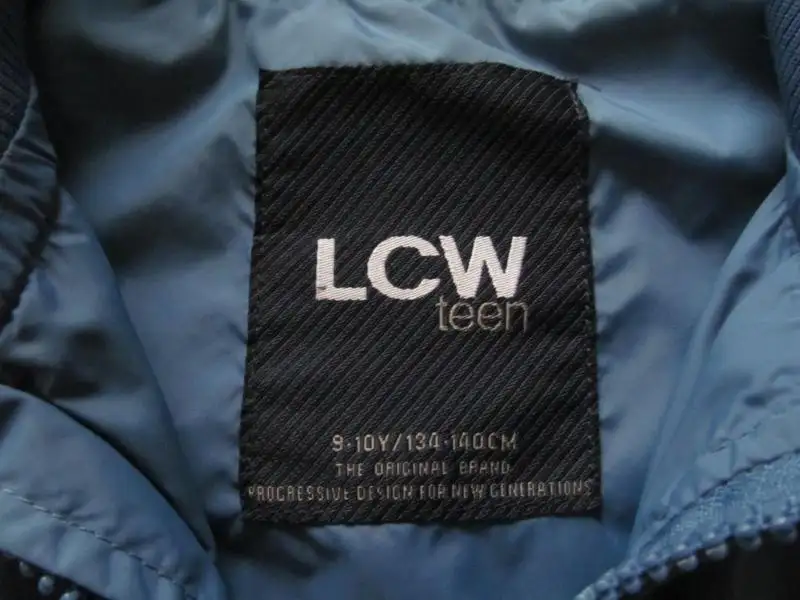 LCW
teen
9-10Y/134-140CM
THE ORIGINAL BRAND
PROGRESSIVE DESIGN FOR NEW GENERATIONS